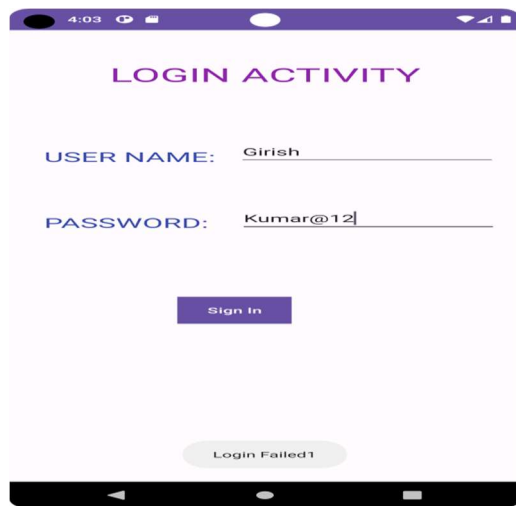 4:03
LOGIN ACTIVITY
USER NAME: Girish
PASSWORD: Kumar@12
Sign In
Login Failed1